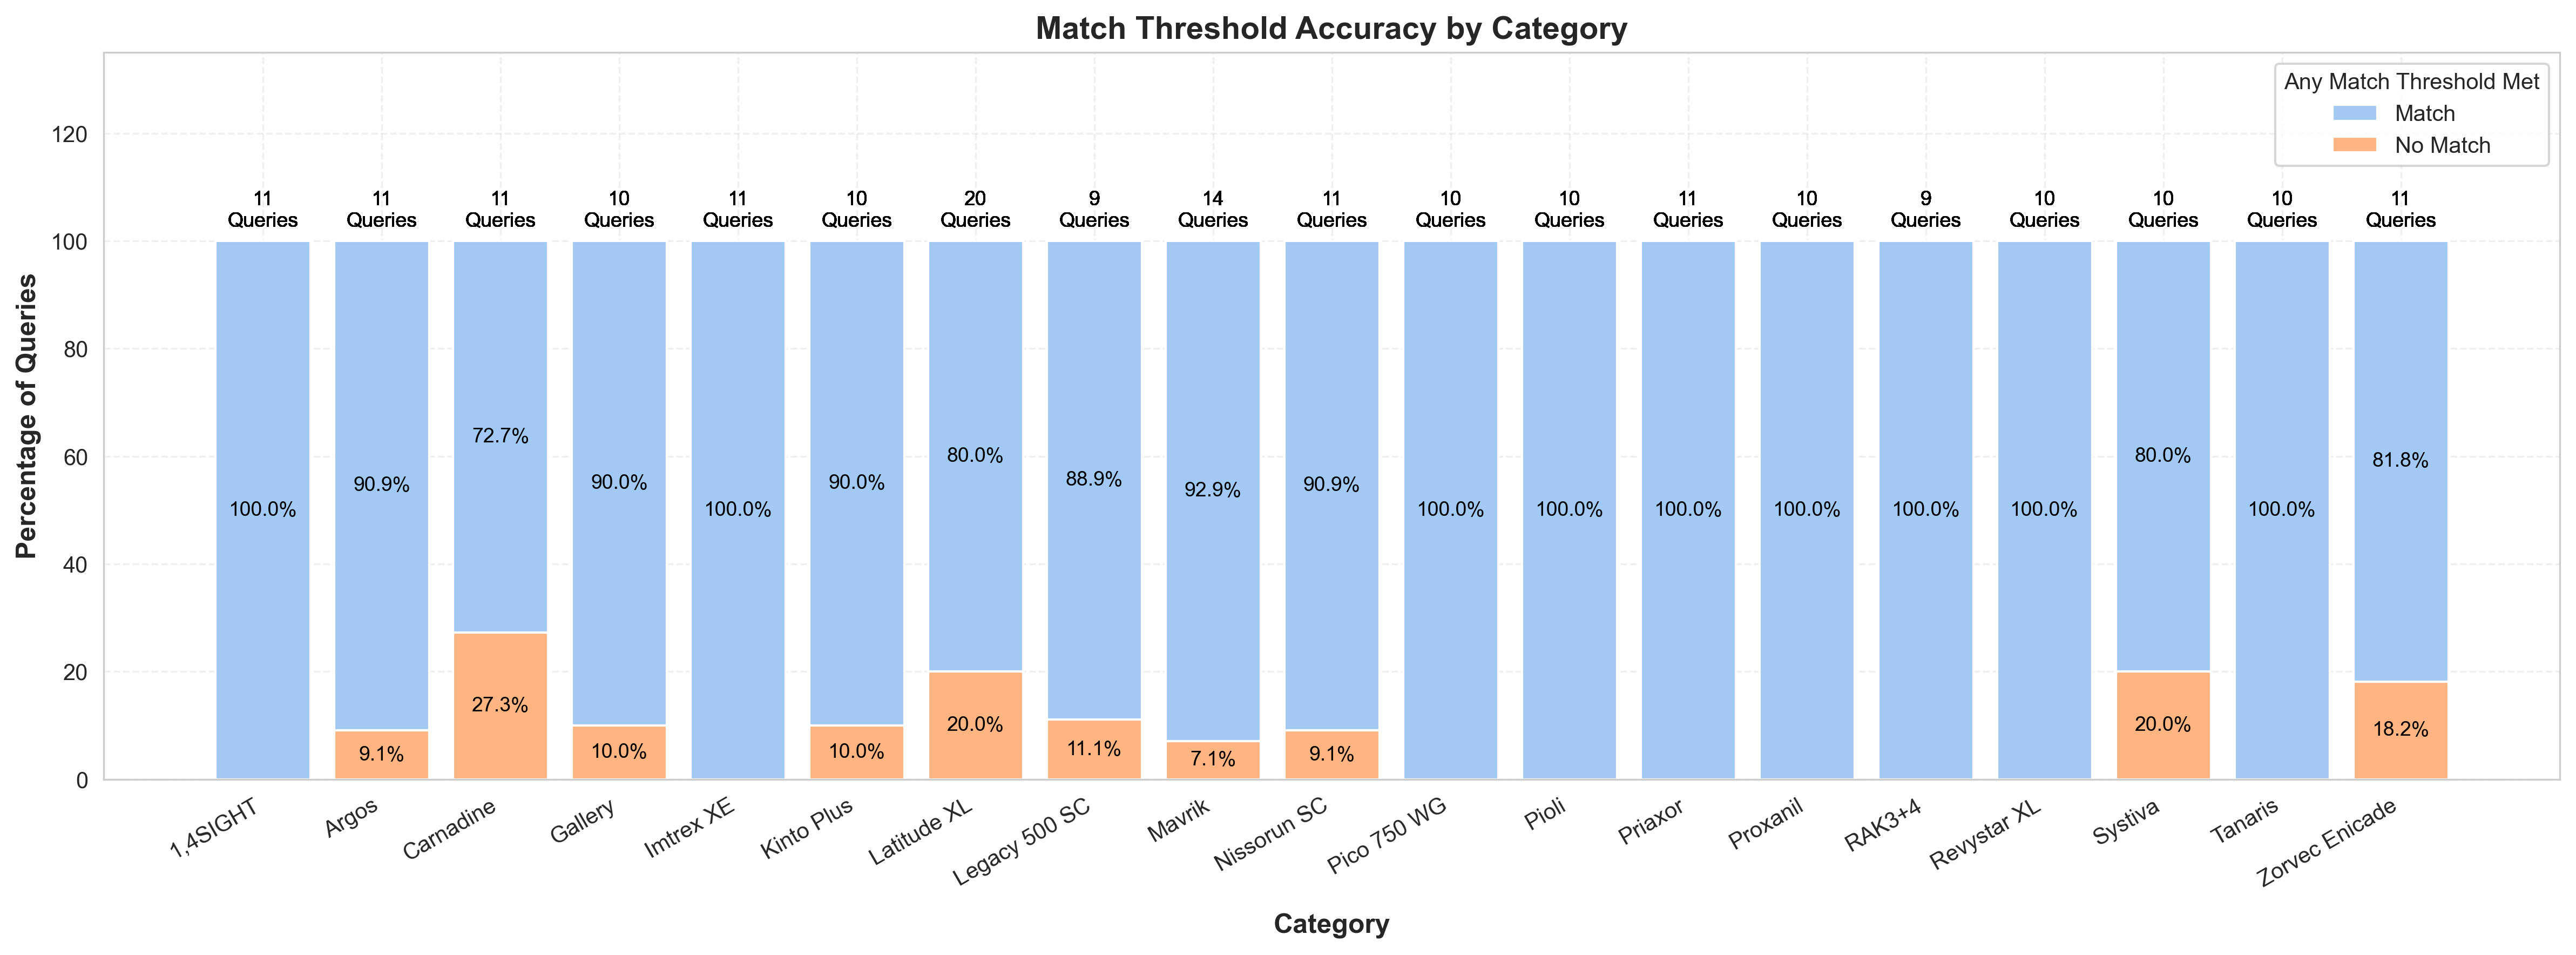 Match Threshold Accuracy by Category
Any Match Threshold Met
Match
No Match
Percentage of Queries
120
100
80
60
40
20
0
11 Queries
11 Queries
11 Queries
10 Queries
11 Queries
10 Queries
20 Queries
9 Queries
14 Queries
11 Queries
10 Queries
10 Queries
11 Queries
10 Queries
9 Queries
10 Queries
10 Queries
10 Queries
11 Queries
100.0%
90.9%
72.7%
90.0%
100.0%
90.0%
80.0%
88.9%
92.9%
90.9%
100.0%
100.0%
100.0%
100.0%
100.0%
100.0%
80.0%
100.0%
81.8%
9.1%
27.3%
10.0%
10.0%
20.0%
11.1%
7.1%
9.1%
20.0%
18.2%
1,4SIGHT
Argos
Carnadine
Gallery
Imtrex XE
Kinto Plus
Latitude XL
Legacy 500 SC
Mavrik
Nissorun SC
Pico 750 WG
Pioli
Priaxor
Proxanil
RAK3+4
Revystar XL
Systiva
Tanaris
Zorvec Enicade
Category